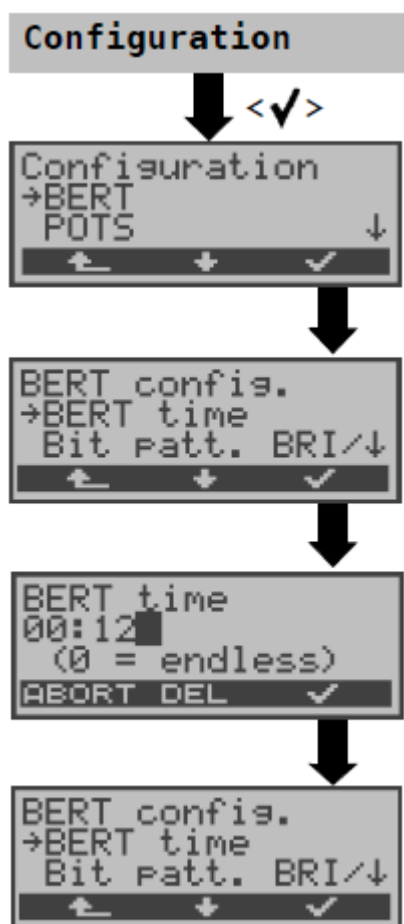 Configuration
<✓>
Configuration
→BERT
POTS ↓
BERT config.
→BERT time
Bit patt. BRI/↓
BERT time
00:12
(0 = endless)
ABORT DEL ✓
BERT config.
→BERT time
Bit patt. BRI/↓